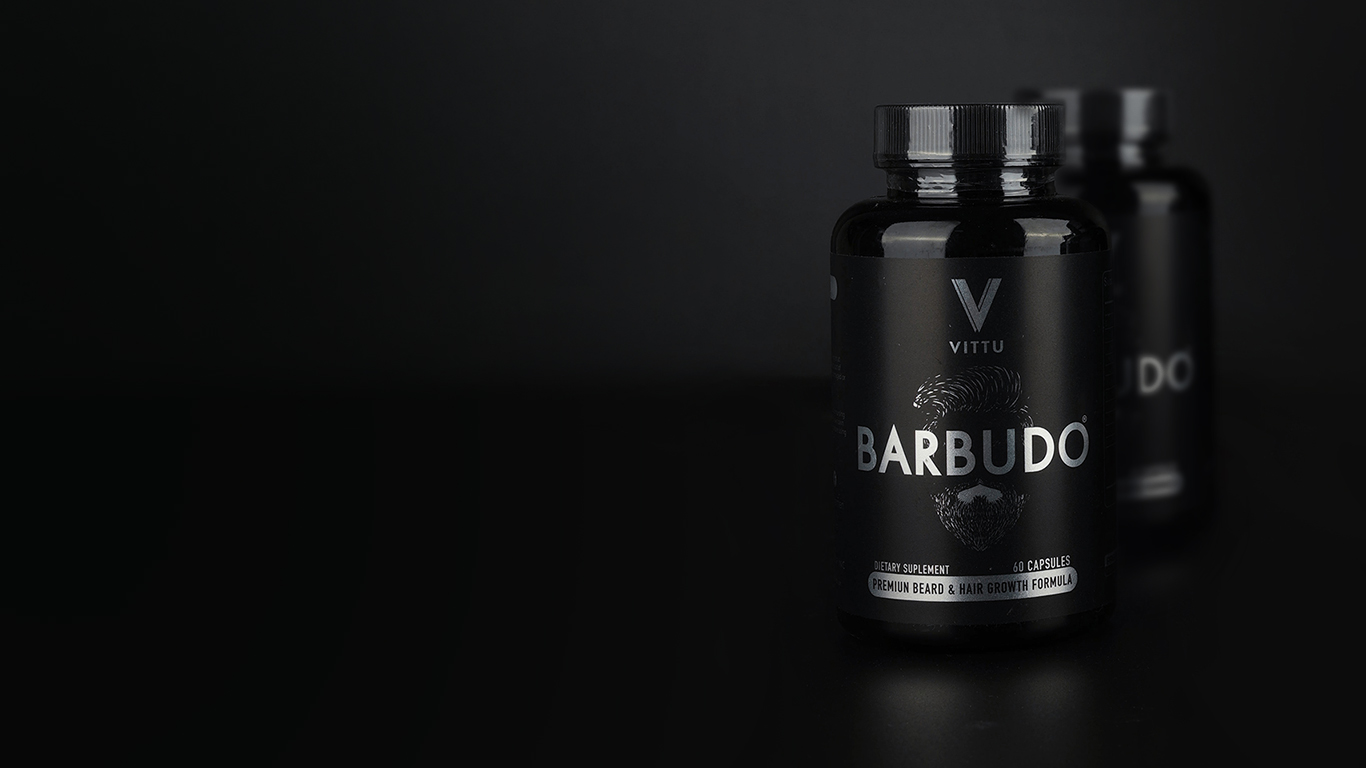 V
VITTU
BARBUDO®
DIETARY SUPLEMENT 60 CAPSULES
PREMIUN BEARD & HAIR GROWTH FORMULA
UDO